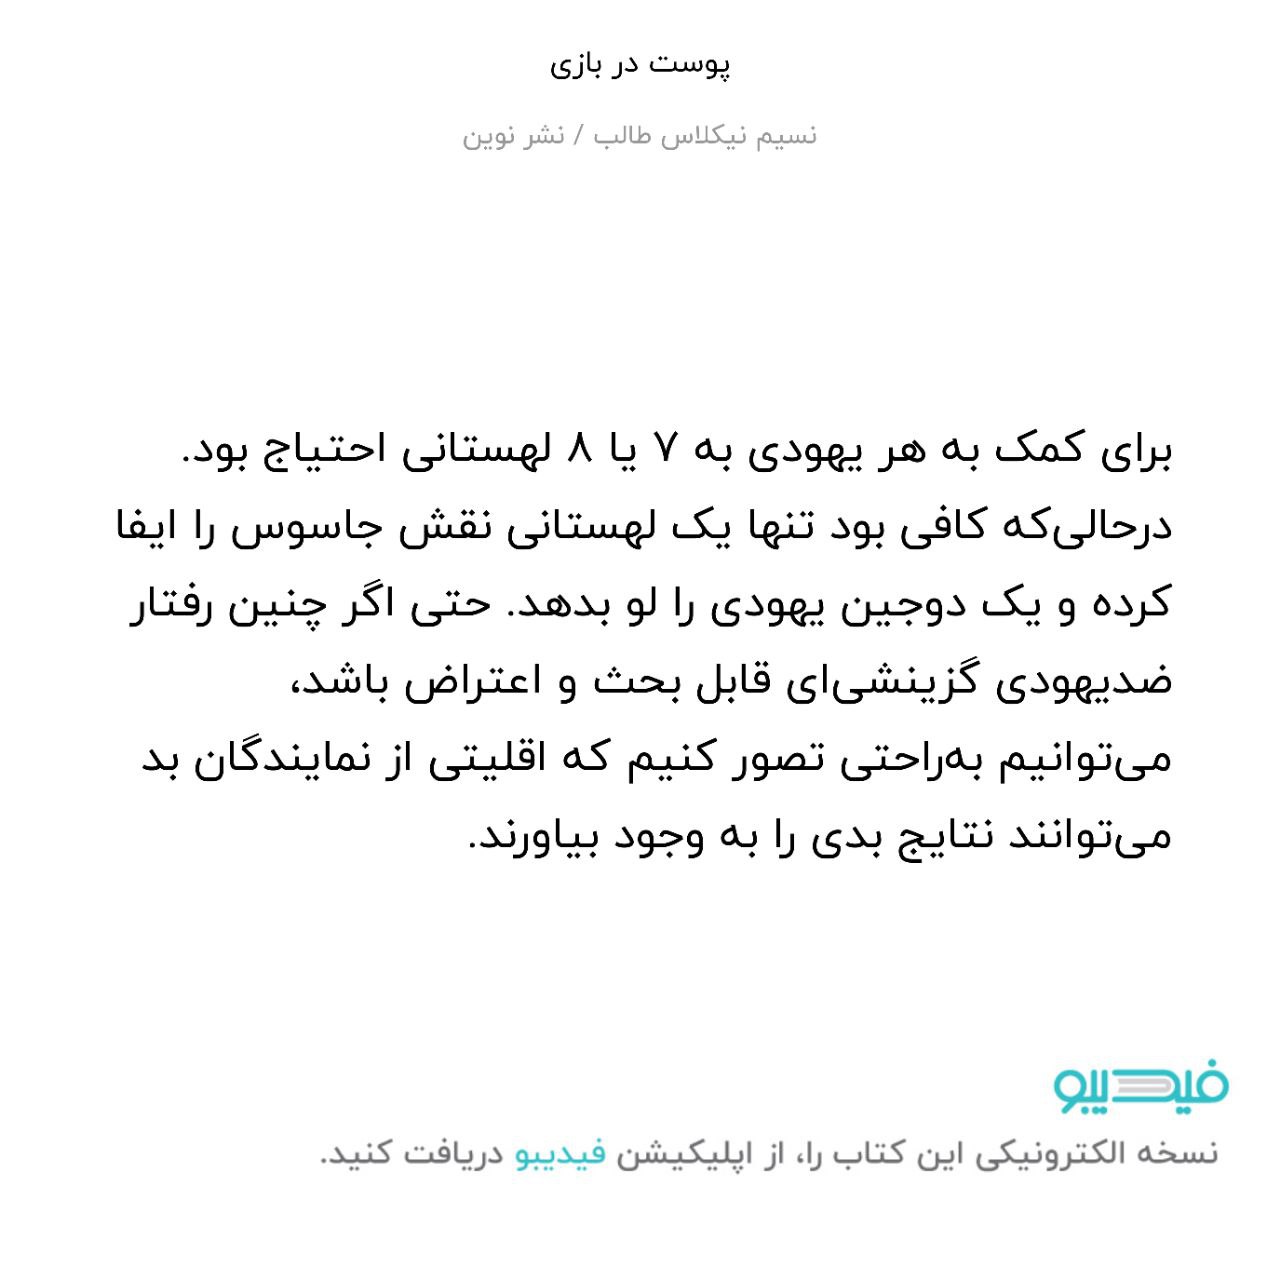 پوست در بازی
نسیم نیکلاس طالب / نشر نوین
برای کمک به هر یهودی به ۷ یا ۸ لهستانی احتیاج بود.
درحالی‌که کافی بود تنها یک لهستانی نقش جاسوس را ایفا
کرده و یک دوجین یهودی را لو بدهد. حتی اگر چنین رفتار
ضدیهودی گزینشی‌ای قابل بحث و اعتراض باشد،
می‌توانیم به‌راحتی تصور کنیم که اقلیتی از نمایندگان بد
می‌توانند نتایج بدی را به وجود بیاورند.
فیدیبو
نسخه الکترونیکی این کتاب را، از اپلیکیشن فیدیبو دریافت کنید.